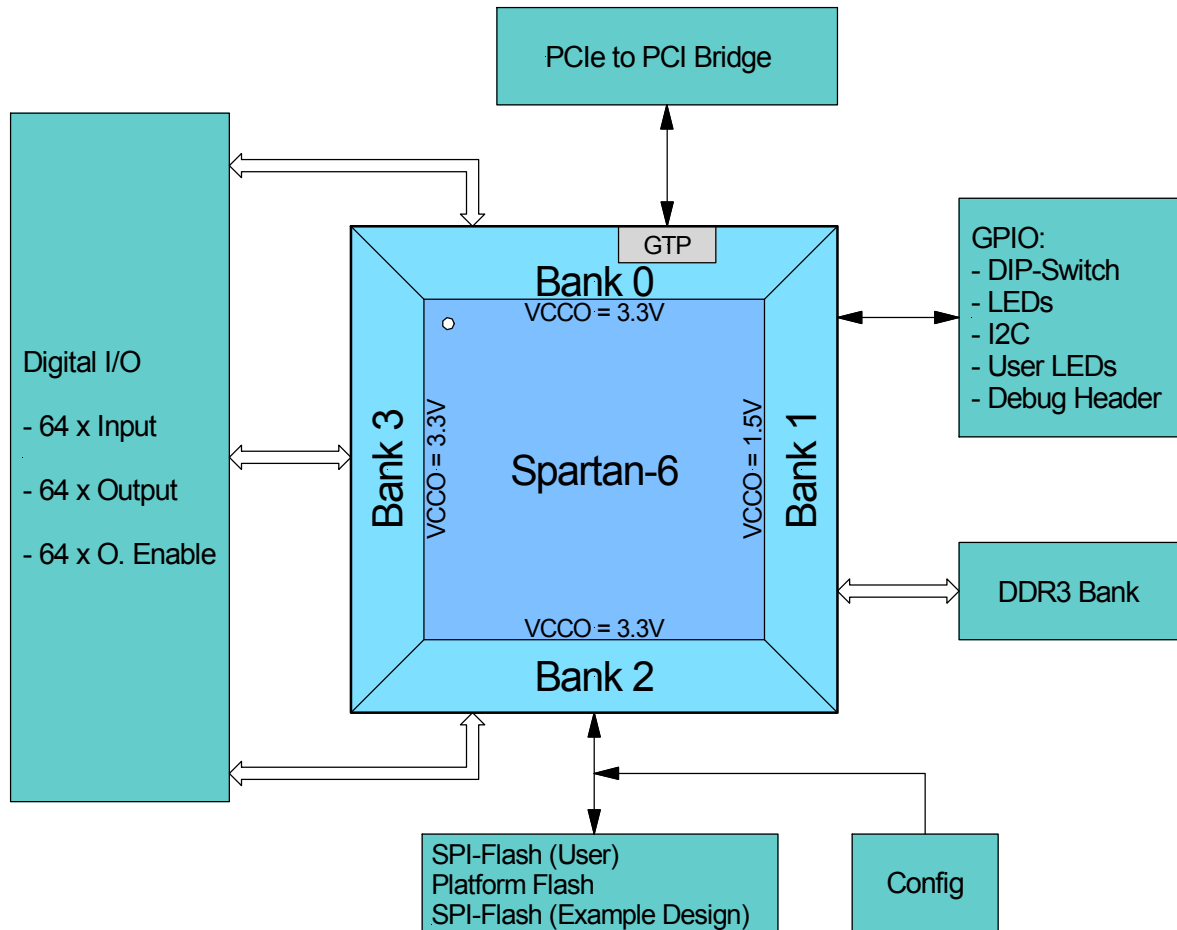 PCIe to PCI Bridge
GTP
Bank 0
VCCO = 3.3V
GPIO:
- DIP-Switch
- LEDs
- I2C
- User LEDs
- Debug Header
Digital I/O
- 64 x Input
- 64 x Output
- 64 x O. Enable
Bank 3
VCCO = 3.3V
Spartan-6
VCCO = 1.5V
Bank 1
DDR3 Bank
VCCO = 3.3V
Bank 2
SPI-Flash (User)
Platform Flash
SPI-Flash (Example Design)
Config